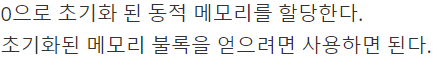 0으로 초기화 된 동적 메모리를 할당한다.
초기화된 메모리 불록을 얻으려면 사용하면 된다.